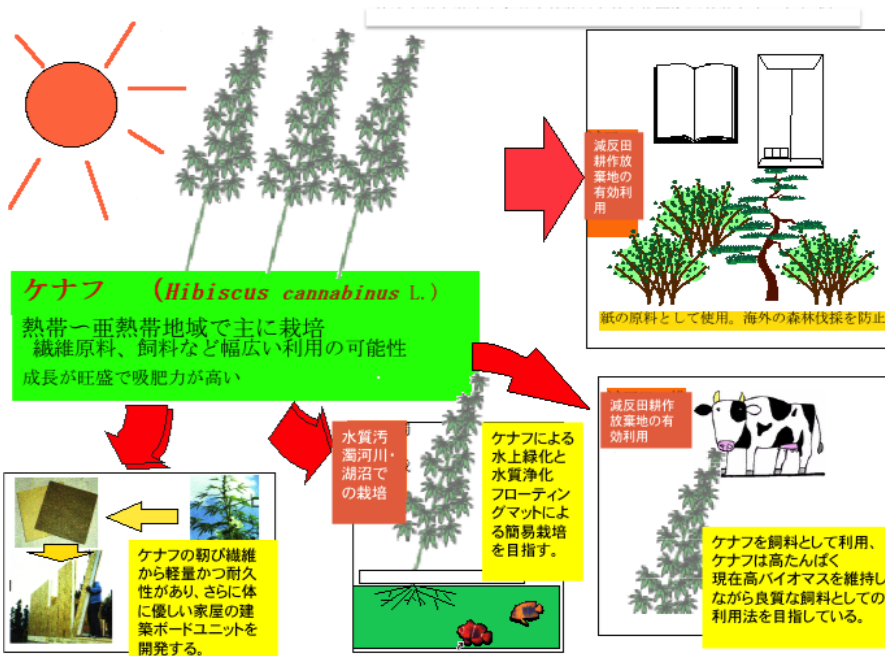 減反田
耕作放
棄地の
有効利
用
紙の原料として使用。海外の森林伐採を防止
ケナフ (Hibiscus cannabinus L.)
熱帯～亜熱帯地域で主に栽培
繊維原料、飼料など幅広い利用の可能性
成長が旺盛で吸肥力が高い
減反田耕作
放棄地の有
効利用
水質汚
濁河川・
湖沼で
の栽培
ケナフによる
水上緑化と
水質浄化
フローティン
グマットによ
る簡易栽培
を目指す。
ケナフの靭び繊維
から軽量かつ耐久
性があり、さらに体
に優しい家屋の建
築ボードユニットを
開発する。
ケナフを飼料として利用、
ケナフは高たんぱく
現在高バイオマスを維持し
ながら良質な飼料としての
利用法を目指している。